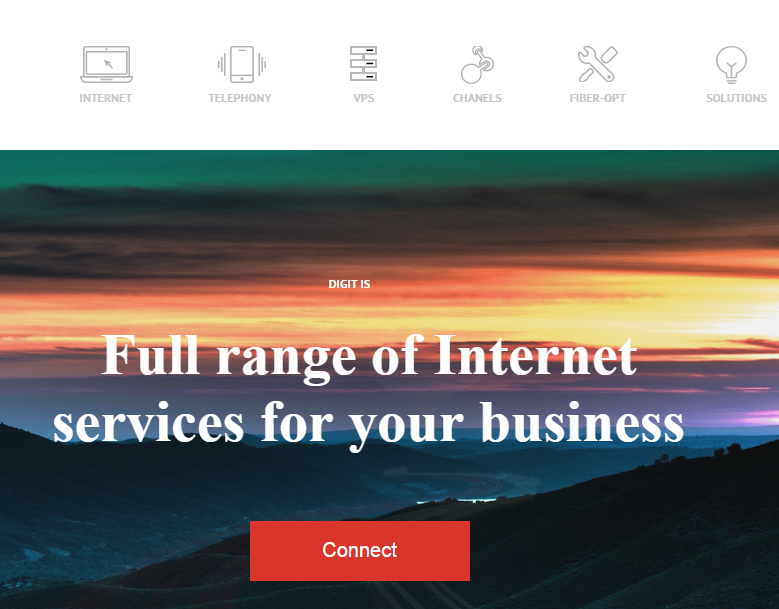 INTERNET TELEPHONY VPS CHANELS FIBER-OPT SOLUTIONS
DIGIT IS
Full range of Internet
services for your business
Connect